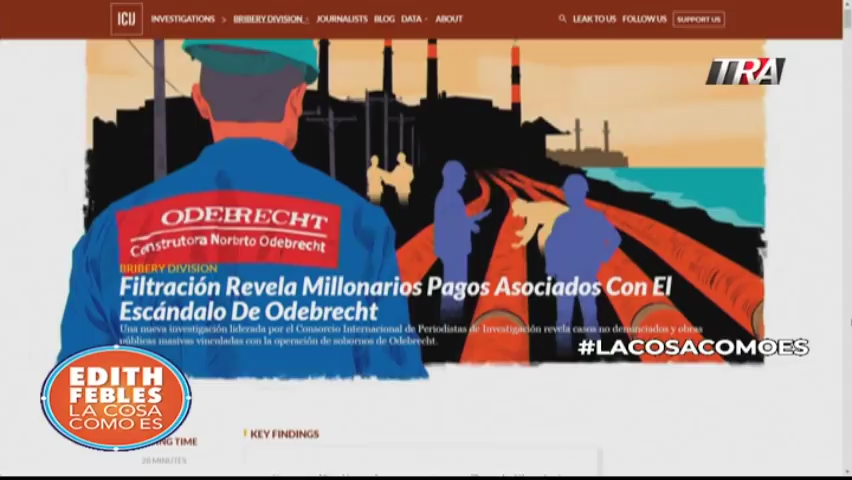 ICIJ INVESTIGATIONS > BRIBERY DIVISION JOURNALISTS BLOG DATA ABOUT LEAK TO US FOLLOW US SUPPORT US
TRA
ODEBRECHT
Construtora Norbrto Odebrecht
BRIBERY DIVISION
Filtración Revela Millonarios Pagos Asociados Con El
Escándalo De Odebrecht
Una nueva investigación liderada por el Consorcio Internacional de Periodistas de Investigación revela casos no denunciados y obras
públicas masivas vinculadas con la operación de sobornos de Odebrecht.
#LACOSACOMOES
EDITH
FEBLES
LA COSA
COMO ES
TIME
KEY FINDINGS
28 MINUTES